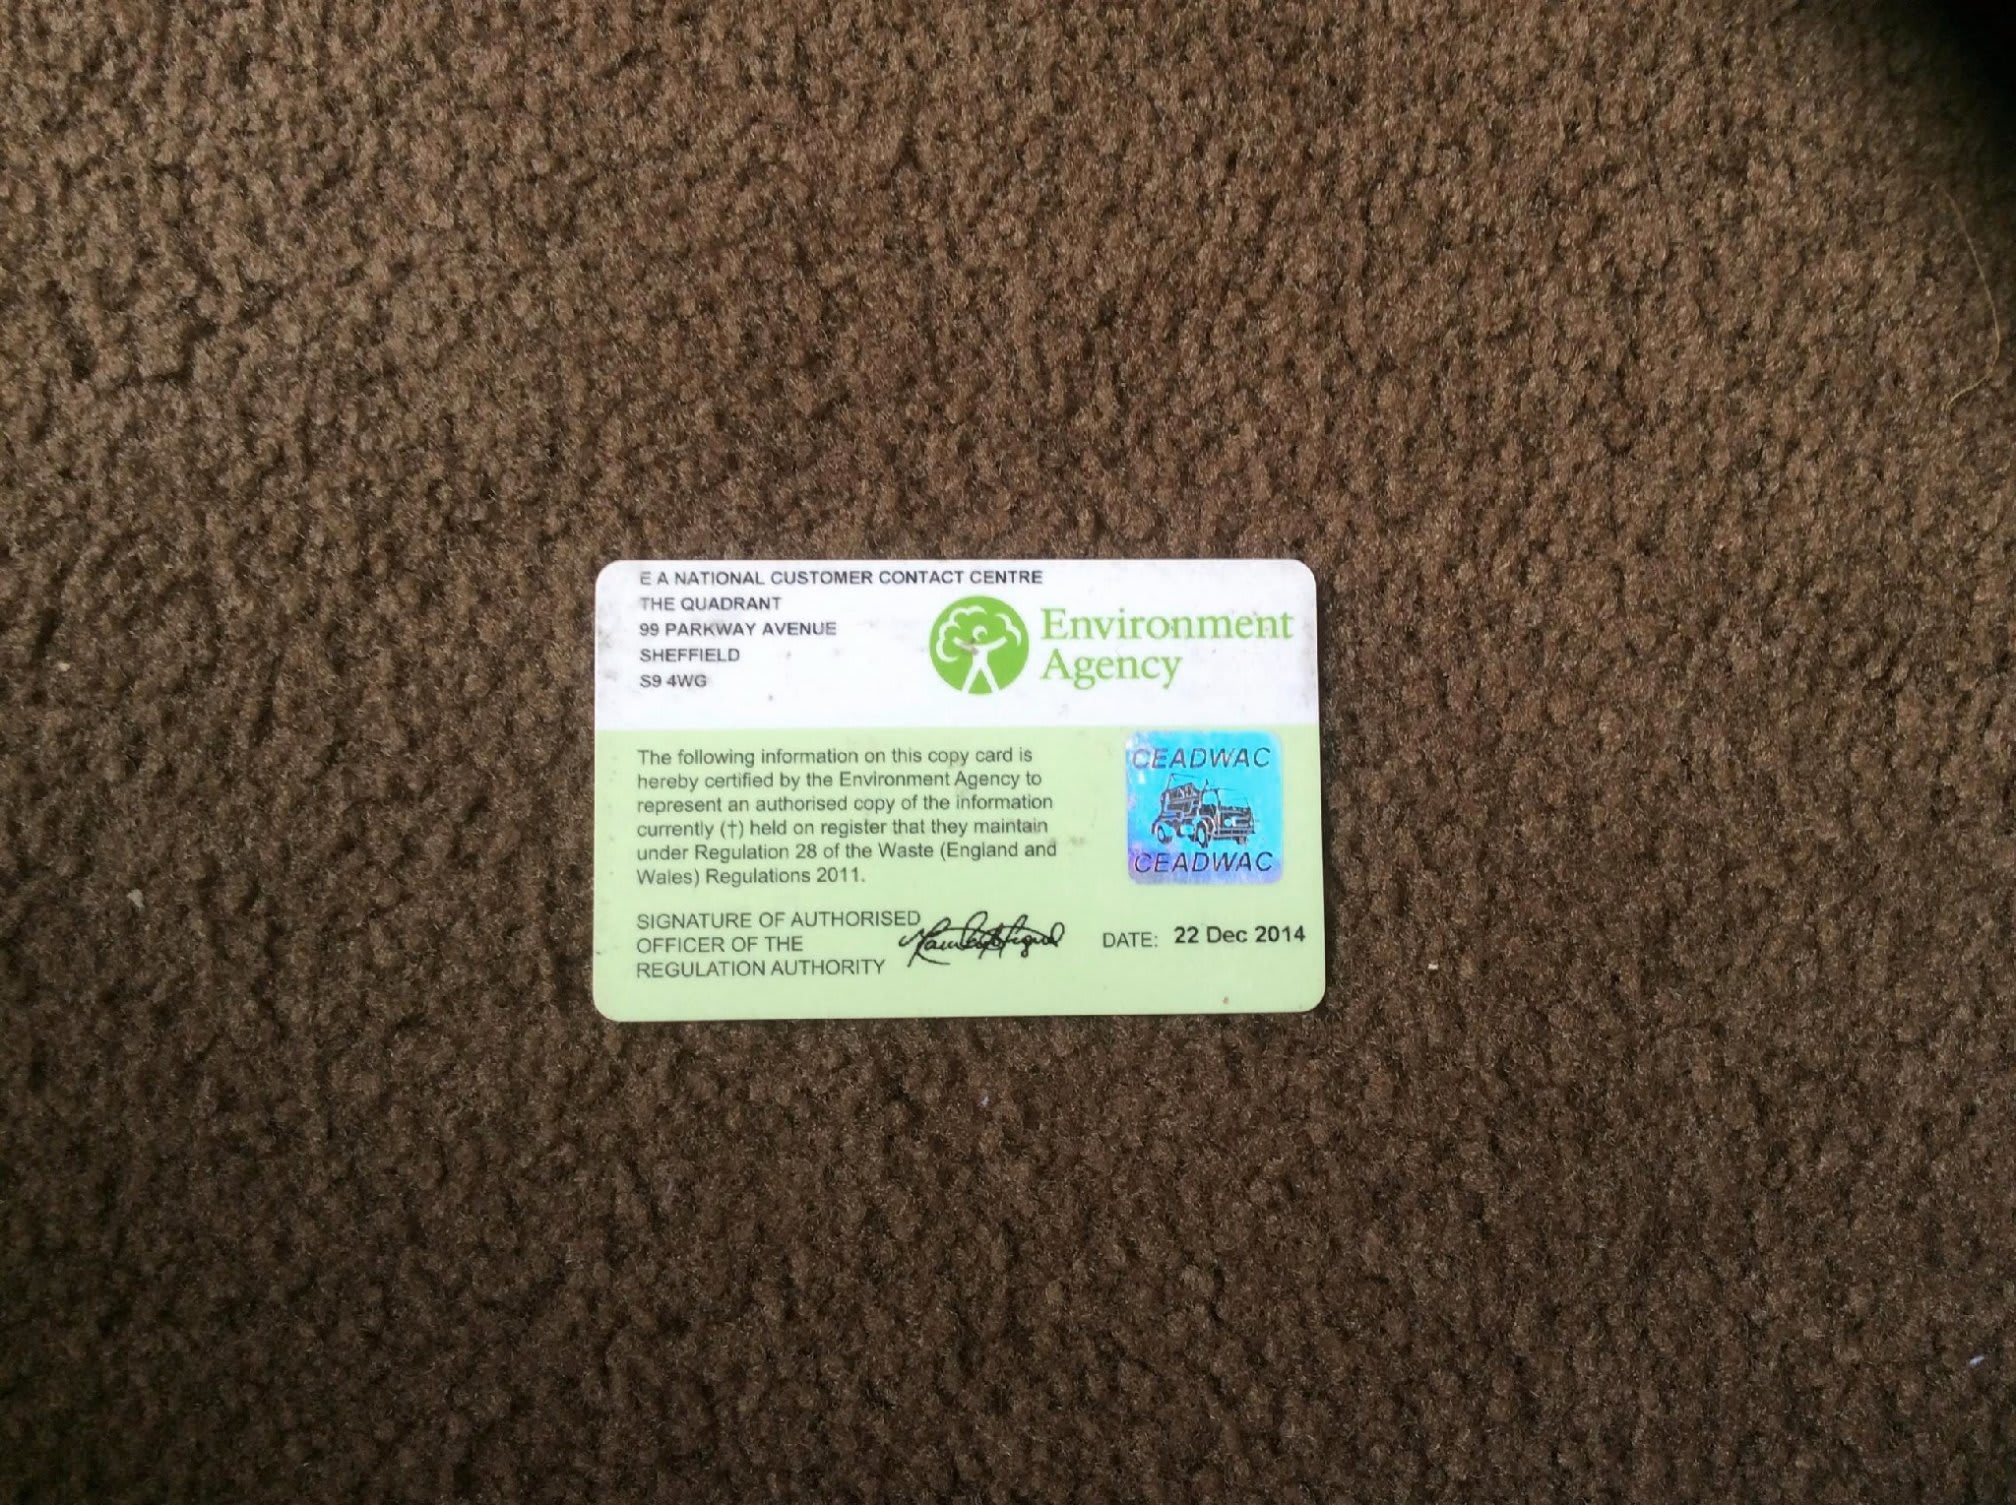 E A NATIONAL CUSTOMER CONTACT CENTRE
THE QUADRANT
99 PARKWAY AVENUE
SHEFFIELD
S9 4WG
Environment
Agency
The following information on this copy card is
hereby certified by the Environment Agency to
represent an authorised copy of the information
currently (†) held on register that they maintain
under Regulation 28 of the Waste (England and
Wales) Regulations 2011.
CEADWAC
CEADWAC
SIGNATURE OF AUTHORISED
OFFICER OF THE
REGULATION AUTHORITY
DATE: 22 Dec 2014